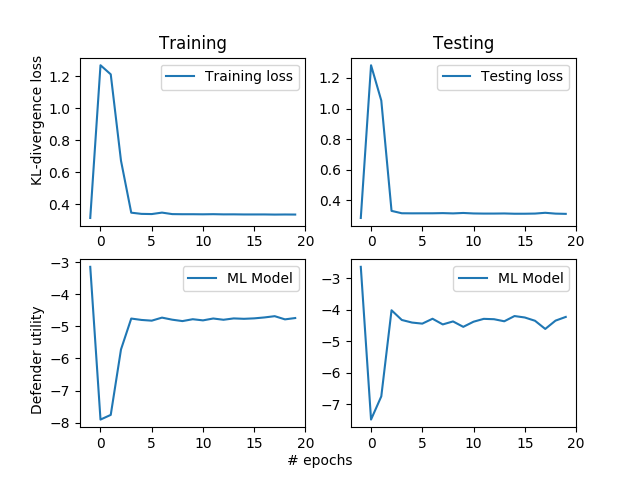 Training
Testing
KL-divergence loss
1.2
1.0
0.8
0.6
0.4
Training loss
0 5 10 15 20
1.2
1.0
0.8
0.6
0.4
Testing loss
0 5 10 15 20
Defender utility
−3
−4
−5
−6
−7
−8
ML Model
0 5 10 15 20
−3
−4
−5
−6
−7
ML Model
0 5 10 15 20
# epochs